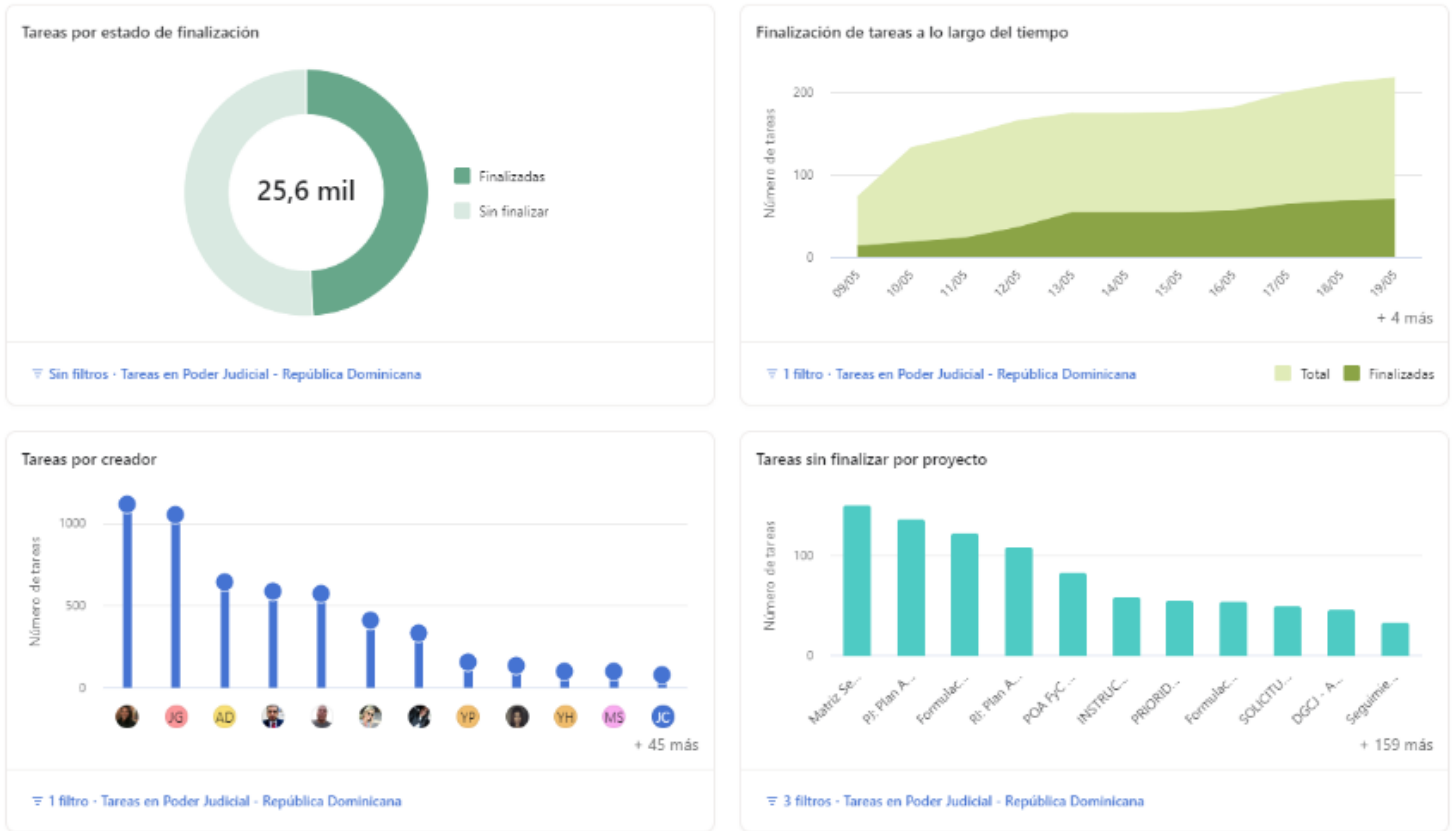 Tareas por estado de finalización
25,6 mil
Finalizadas
Sin finalizar
Sin filtros · Tareas en Poder Judicial - República Dominicana
Finalización de tareas a lo largo del tiempo
Número de tareas
200
100
0
09/05
10/05
11/05
12/05
13/05
14/05
15/05
16/05
17/05
18/05
19/05
+ 4 más
1 filtro · Tareas en Poder Judicial - República Dominicana
Total
Finalizadas
Tareas por creador
Número de tareas
1000
500
0
JG
AD
YP
YH
MS
JC
+ 45 más
1 filtro · Tareas en Poder Judicial - República Dominicana
Tareas sin finalizar por proyecto
Número de tareas
100
0
Matriz Se...
PJ: Plan A...
Formulac...
RI: Plan A...
POA FyC ...
INSTRUC...
PRIORID...
Formulac...
SOLICITU...
DGCJ - A...
Seguimie...
+ 159 más
3 filtros · Tareas en Poder Judicial - República Dominicana